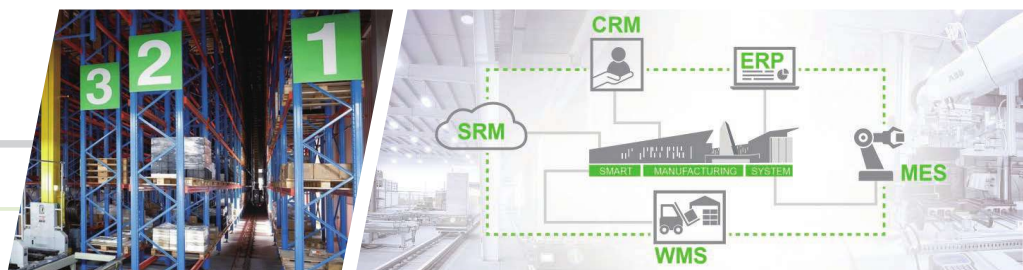 3
2
1
CRM
ERP
SRM
SMART MANUFACTURING SYSTEM
MES
WMS